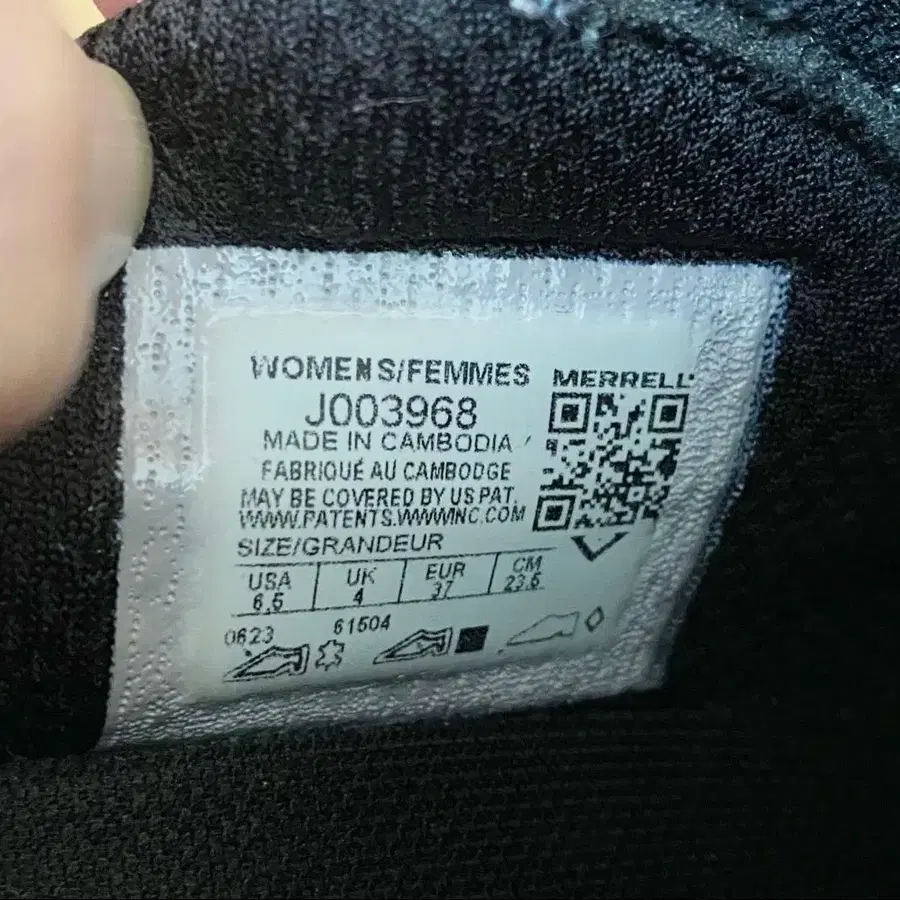 WOMENS/FEMMES
MERRELL
J003968
MADE IN CAMBODIA
FABRIQUÉ AU CAMBODGE
MAY BE COVERED BY US PAT.
WWW.PATENTS.WWWINC.COM
SIZE/GRANDEUR
USA UK EUR CM
6,5 4 37 23.5
0623 61504